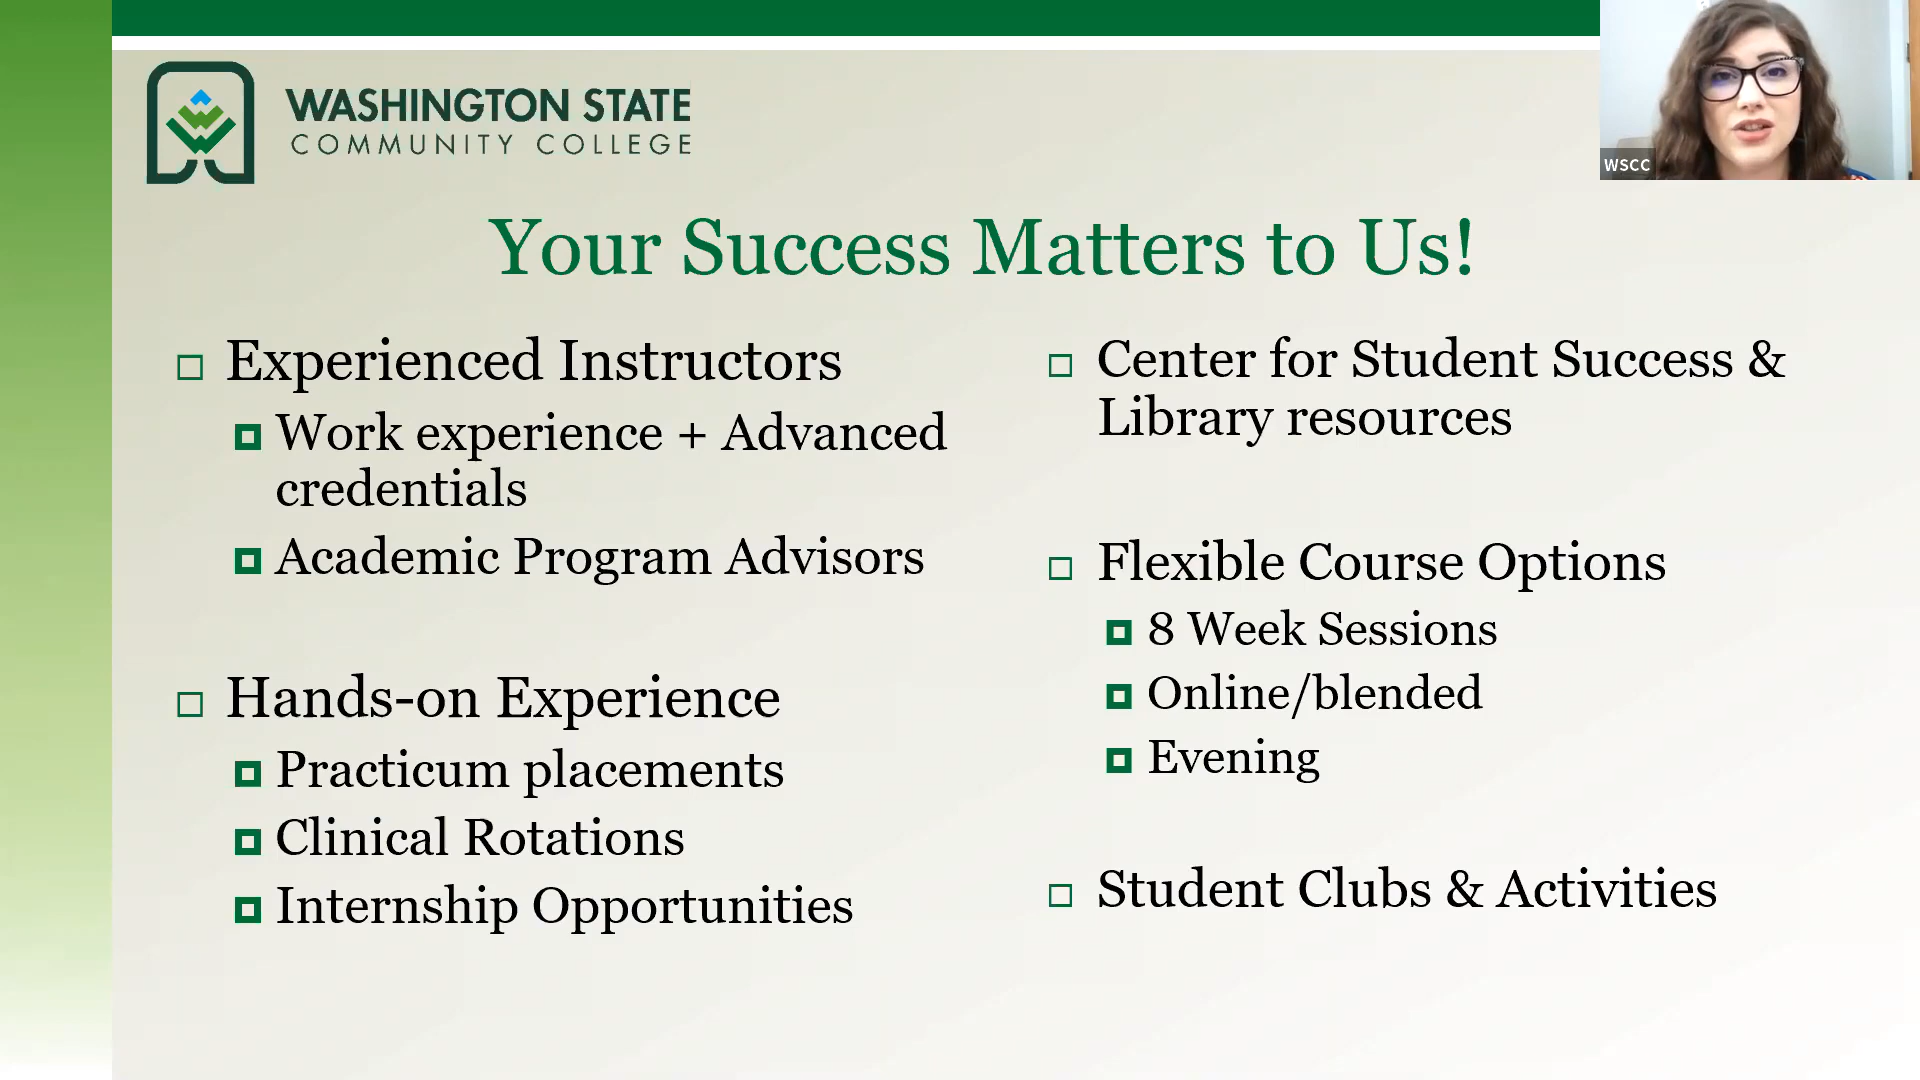 WASHINGTON STATE
COMMUNITY COLLEGE
WSCC
Your Success Matters to Us!
Experienced Instructors
Work experience + Advanced
credentials
Academic Program Advisors
Hands-on Experience
Practicum placements
Clinical Rotations
Internship Opportunities
Center for Student Success &
Library resources
Flexible Course Options
8 Week Sessions
Online/blended
Evening
Student Clubs & Activities